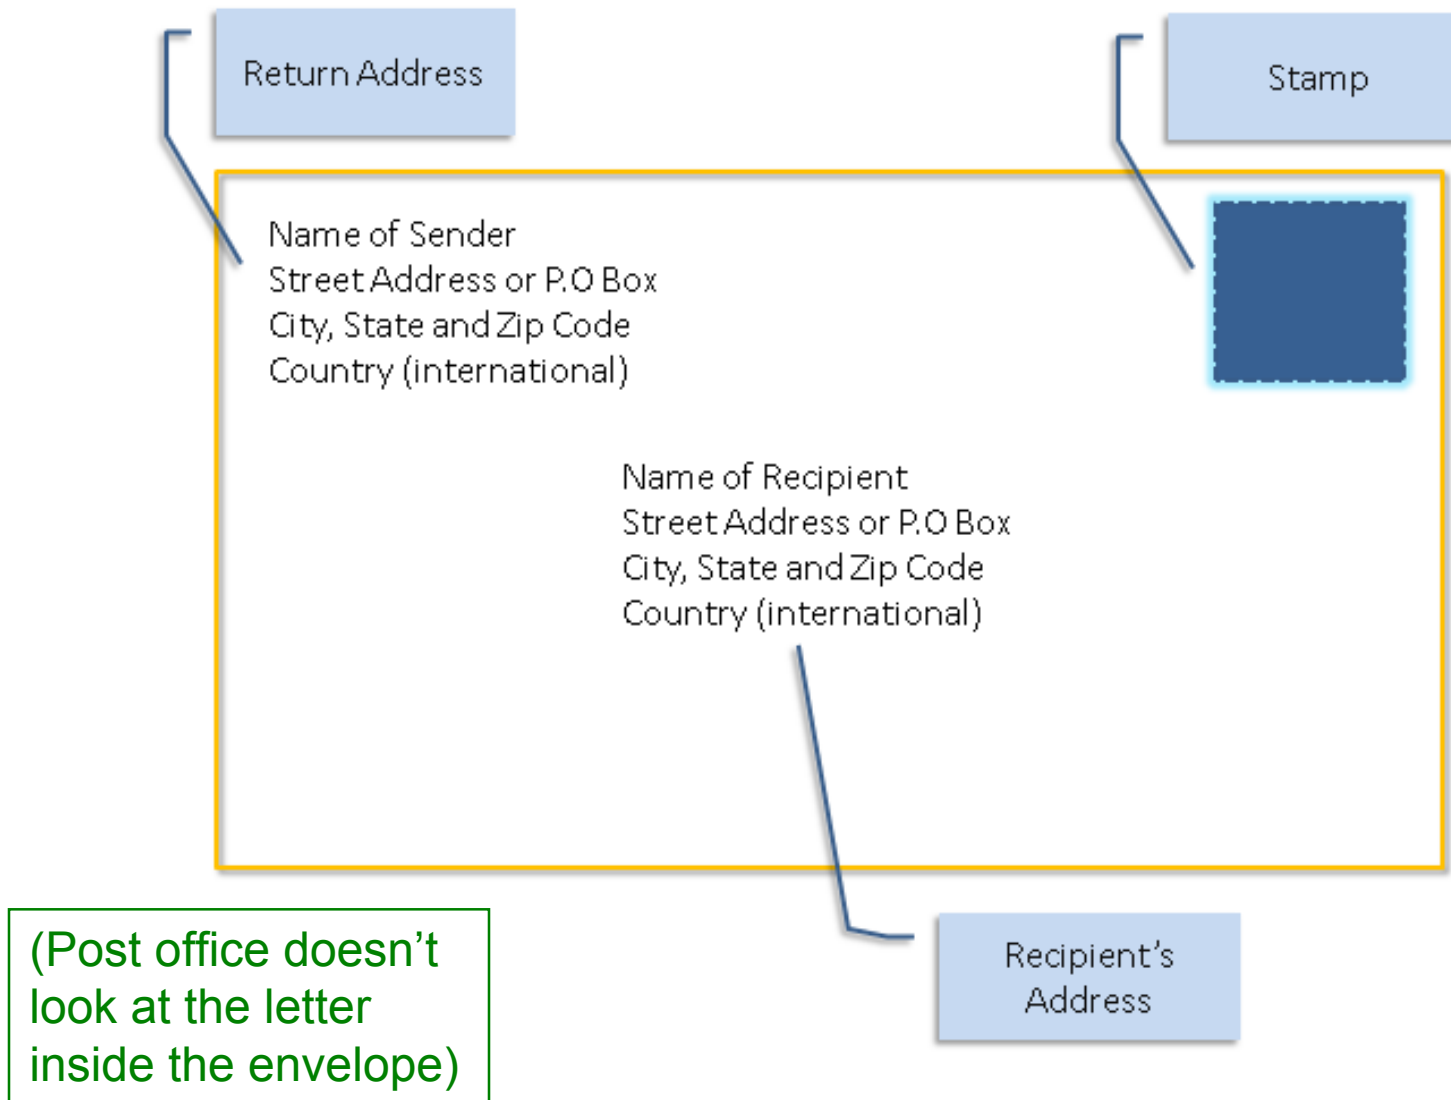 Return Address
Stamp
Name of Sender
Street Address or P.O Box
City, State and Zip Code
Country (international)
Name of Recipient
Street Address or P.O Box
City, State and Zip Code
Country (international)
(Post office doesn’t
look at the letter
inside the envelope)
Recipient’s
Address